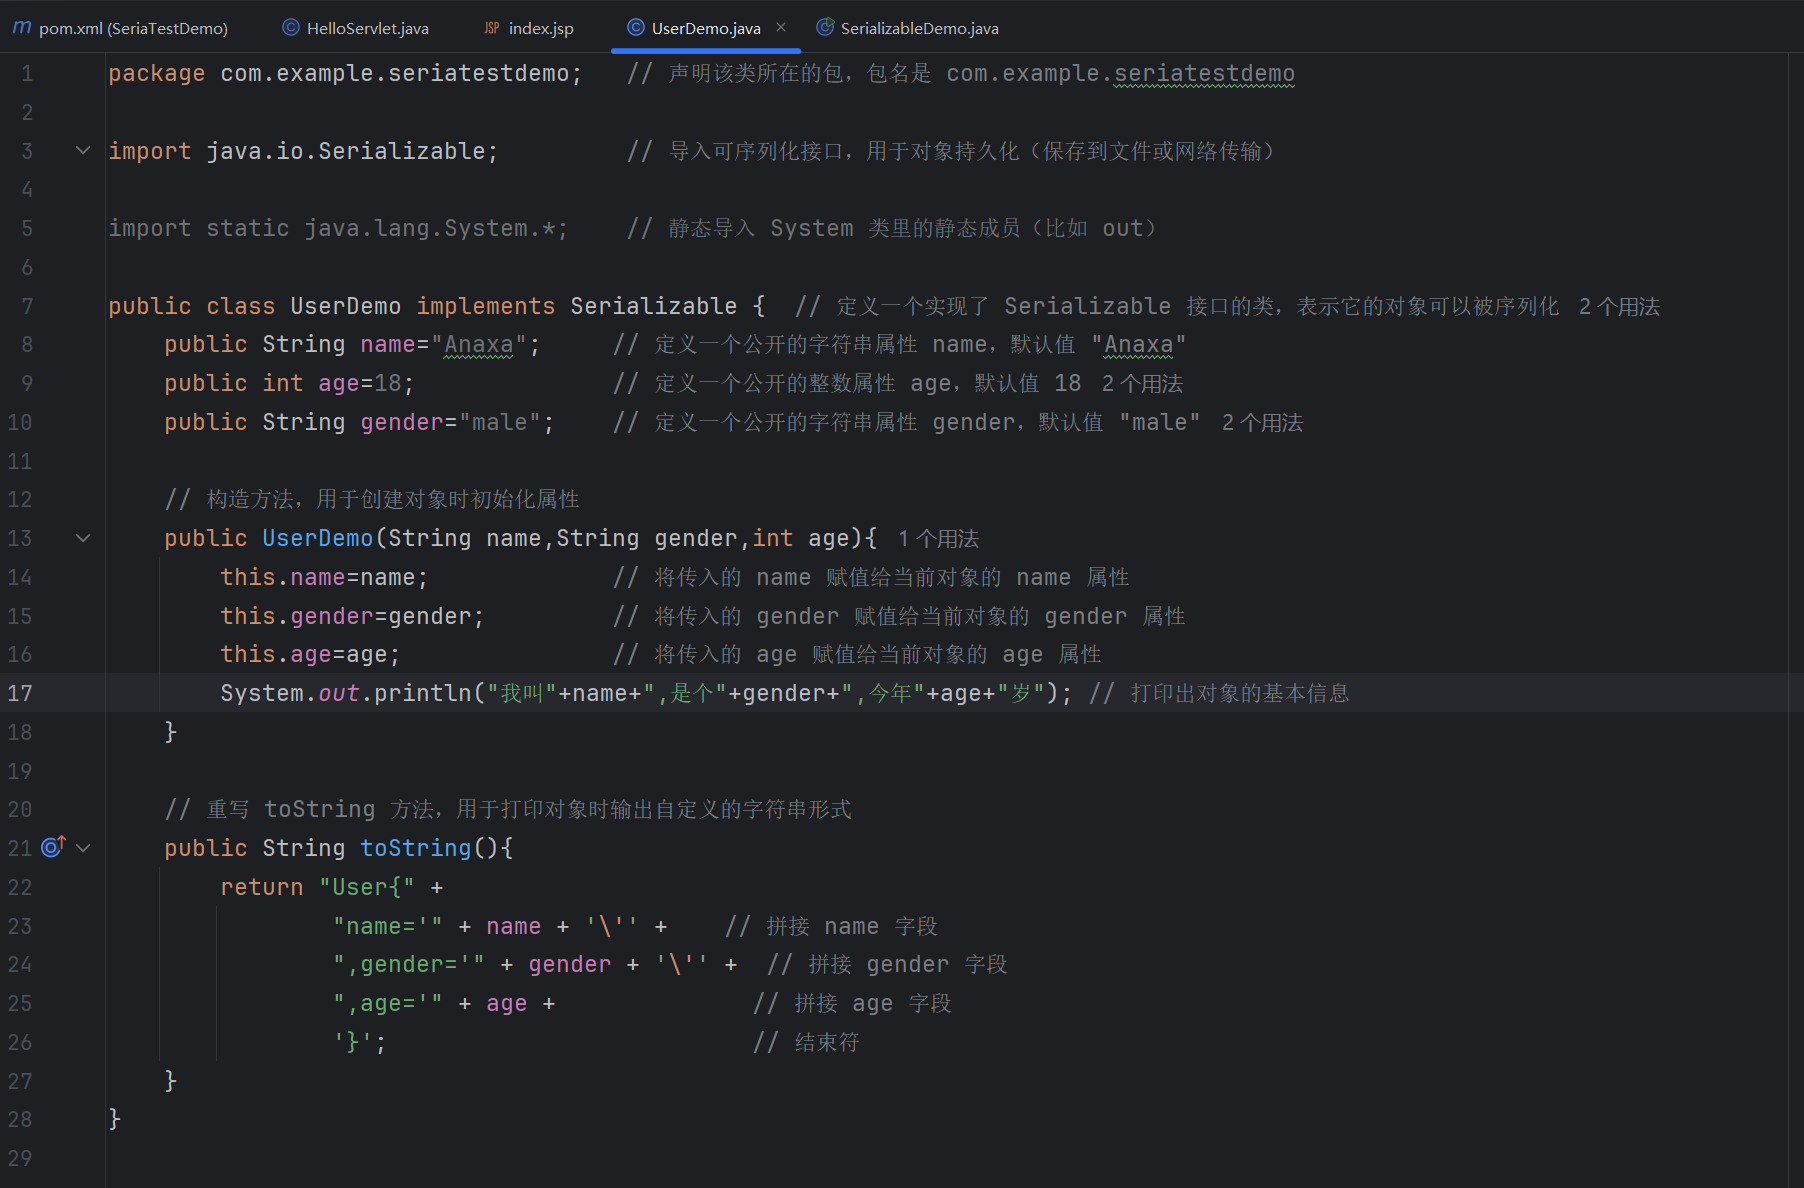 pom.xml (SeriaTestDemo) HelloServlet.java JSP index.jsp UserDemo.java SerializableDemo.java
1 package com.example.seriatestdemo; // 声明该类所在的包，包名是 com.example.seriatestdemo
2
3 import java.io.Serializable; // 导入可序列化接口，用于对象持久化（保存到文件或网络传输）
4
5 import static java.lang.System.*; // 静态导入 System 类里的静态成员（比如 out）
6
7 public class UserDemo implements Serializable { // 定义一个实现了 Serializable 接口的类，表示它的对象可以被序列化 2 个用法
8 public String name="Anaxa"; // 定义一个公开的字符串属性 name，默认值 "Anaxa"
9 public int age=18; // 定义一个公开的整数属性 age，默认值 18 2 个用法
10 public String gender="male"; // 定义一个公开的字符串属性 gender，默认值 "male" 2 个用法
11
12 // 构造方法，用于创建对象时初始化属性
13 public UserDemo(String name,String gender,int age){ 1 个用法
14 this.name=name; // 将传入的 name 赋值给当前对象的 name 属性
15 this.gender=gender; // 将传入的 gender 赋值给当前对象的 gender 属性
16 this.age=age; // 将传入的 age 赋值给当前对象的 age 属性
17 System.out.println("我叫"+name+",是个"+gender+",今年"+age+"岁"); // 打印出对象的基本信息
18 }
19
20 // 重写 toString 方法，用于打印对象时输出自定义的字符串形式
21 public String toString(){
22 return "User{" +
23 "name='" + name + '\'' + // 拼接 name 字段
24 ",gender='" + gender + '\'' + // 拼接 gender 字段
25 ",age='" + age + // 拼接 age 字段
26 '}'; // 结束符
27 }
28 }
29